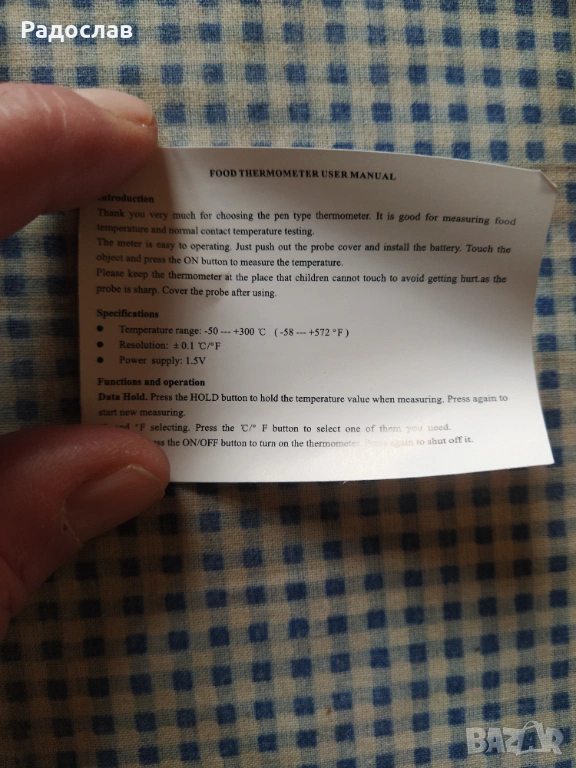 Радослав
FOOD THERMOMETER USER MANUAL
Introduction
Thank you very much for choosing the pen type thermometer. It is good for measuring food
temperature and normal contact temperature testing.
The meter is easy to operating. Just push out the probe cover and install the battery. Touch the
object and press the ON button to measure the temperature.
Please keep the thermometer at the place that children cannot touch to avoid getting hurt.as the
probe is sharp. Cover the probe after using.
Specifications
● Temperature range: -50 --- +300 ℃ ( -58 --- +572 °F )
● Resolution: ± 0.1 ℃/°F
● Power supply: 1.5V
Functions and operation
Data Hold. Press the HOLD button to hold the temperature value when measuring. Press again to
start new measuring.
and °F selecting. Press the ℃/° F button to select one of them you need.
the ON/OFF button to turn on the thermometer. Press again to shut off it.
BAZAR